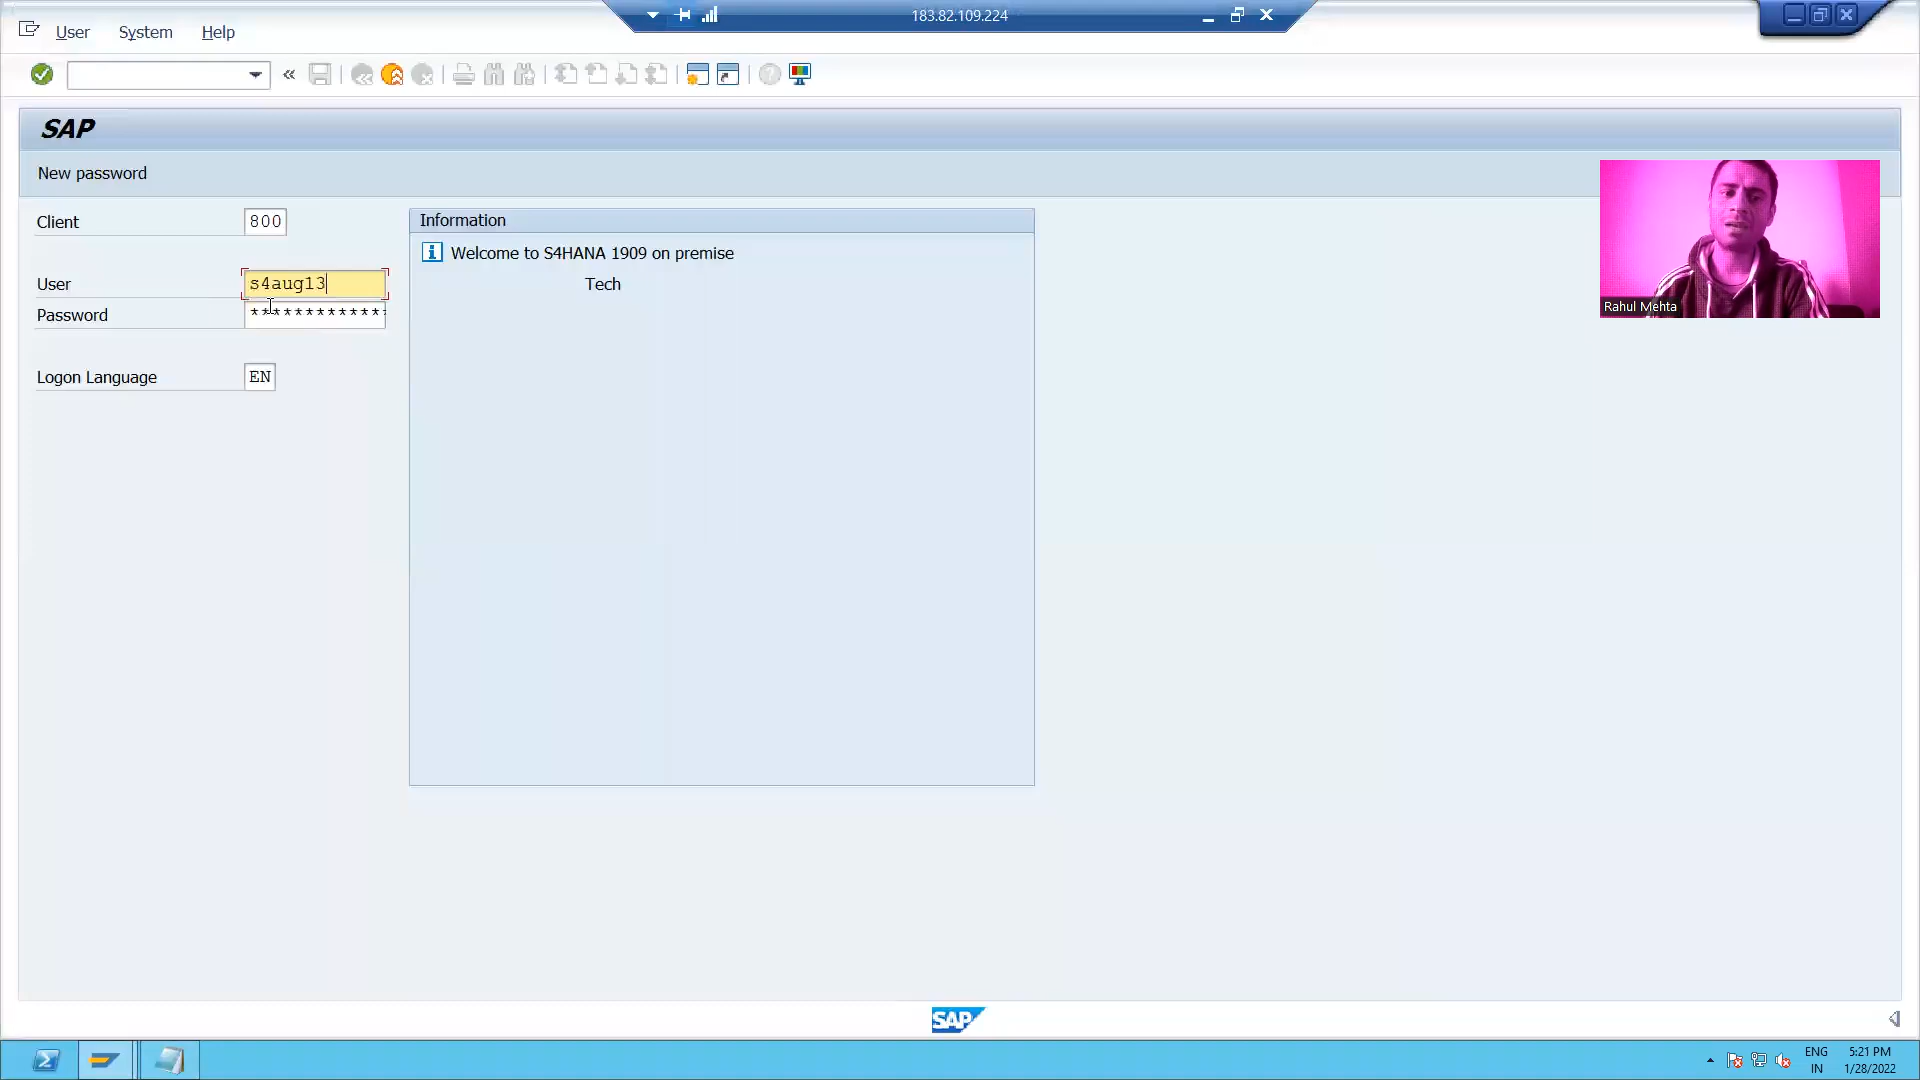 183.82.109.224
User System Help
SAP
New password
Client 800
Information
Welcome to S4HANA 1909 on premise
Tech
User s4aug13
Password *************
Logon Language EN
Rahul Mehta
SAP
ENG 5:21 PM
IN 1/28/2022